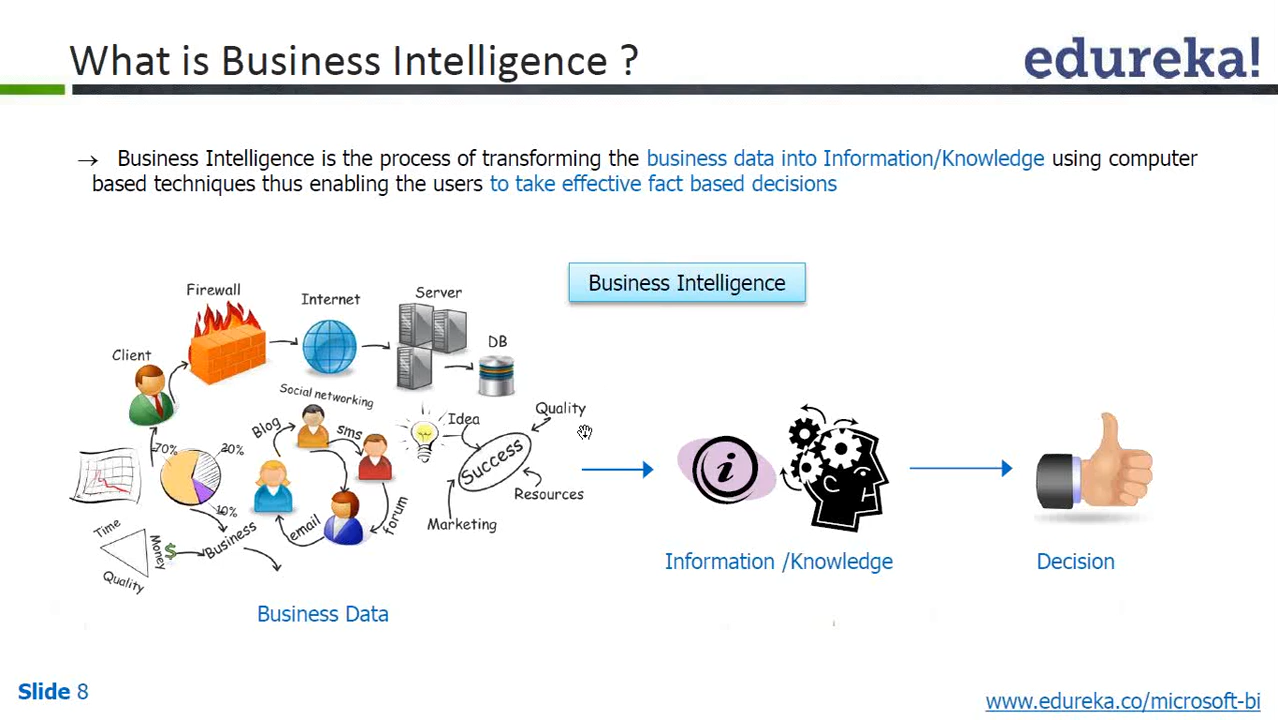 What is Business Intelligence ?
edureka!
→ Business Intelligence is the process of transforming the business data into Information/Knowledge using computer
based techniques thus enabling the users to take effective fact based decisions
Business Intelligence
Firewall
Internet
Server
DB
Client
Social networking
Blog
sms
Idea
Quality
Success
70%
20%
10%
Resources
Marketing
forum
email
Time
Money
Quality
$
Business
i
Information /Knowledge
Decision
Business Data
Slide 8
www.edureka.co/microsoft-bi